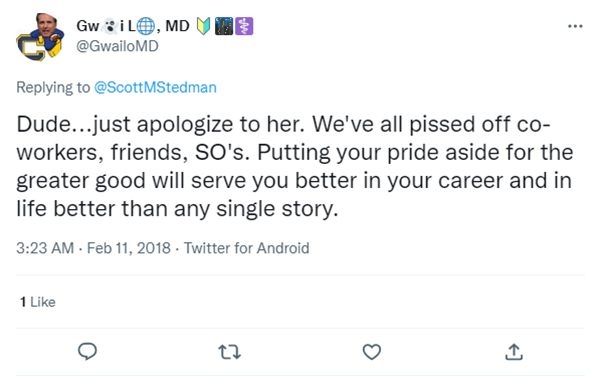 Gw👻i L🌐, MD 🔰🌃⚕️
@GwailoMD
Replying to @ScottMStedman
Dude...just apologize to her. We've all pissed off co-
workers, friends, SO's. Putting your pride aside for the
greater good will serve you better in your career and in
life better than any single story.
3:23 AM · Feb 11, 2018 · Twitter for Android
1 Like